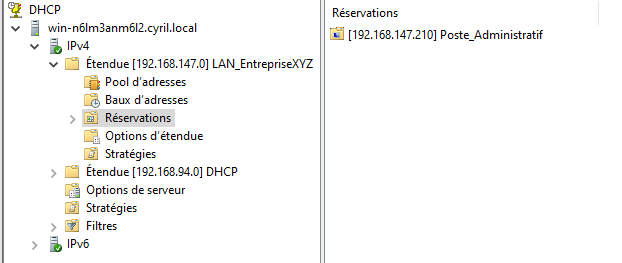 DHCP
win-n6lm3anm6l2.cyril.local
IPv4
Étendue [192.168.147.0] LAN_EntrepriseXYZ
Pool d'adresses
Baux d'adresses
Réservations
Options d'étendue
Stratégies
Étendue [192.168.94.0] DHCP
Options de serveur
Stratégies
Filtres
IPv6
Réservations
[192.168.147.210] Poste_Administratif